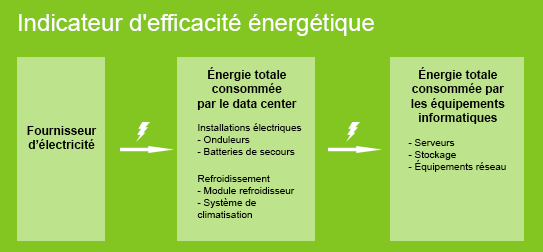 Indicateur d'efficacité énergétique
Fournisseur
d'électricité
Énergie totale
consommée
par le data center
Installations électriques
- Onduleurs
- Batteries de secours
Refroidissement
- Module refroidisseur
- Système de
climatisation
Énergie totale
consommée par
les équipements
informatiques
- Serveurs
- Stockage
- Équipements réseau